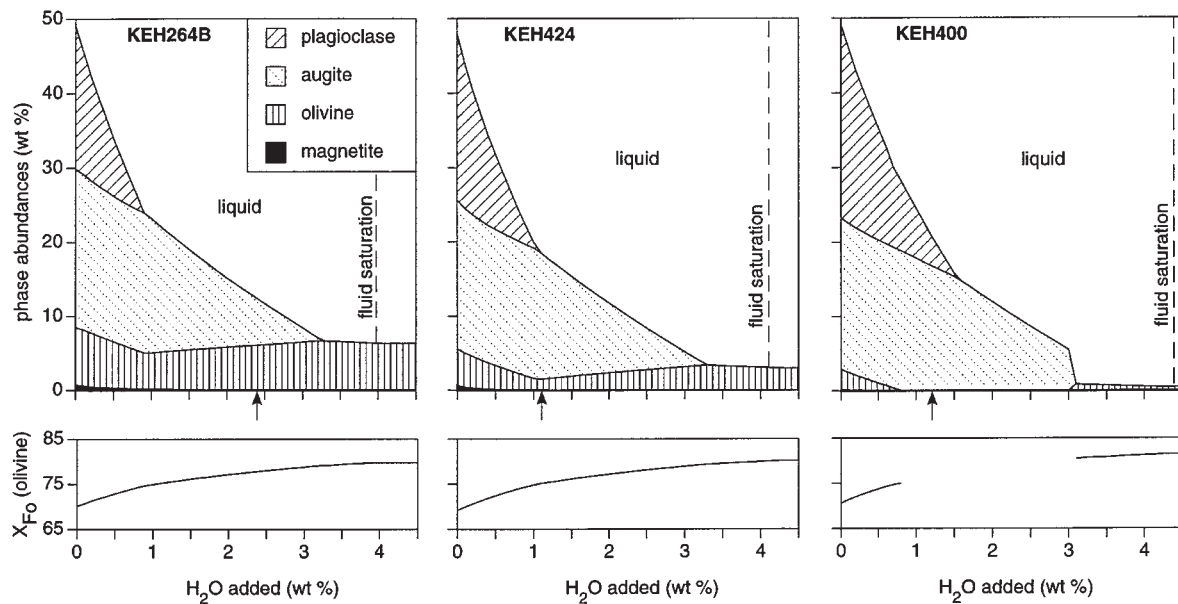 KEH264B
plagioclase
augite
olivine
magnetite
liquid
fluid saturation
phase abundances (wt %)
50
40
30
20
10
0
KEH424
liquid
fluid saturation
KEH400
liquid
fluid saturation
X_Fo (olivine)
85
75
65
0 1 2 3 4
H₂O added (wt %)
0 1 2 3 4
H₂O added (wt %)
0 1 2 3 4
H₂O added (wt %)